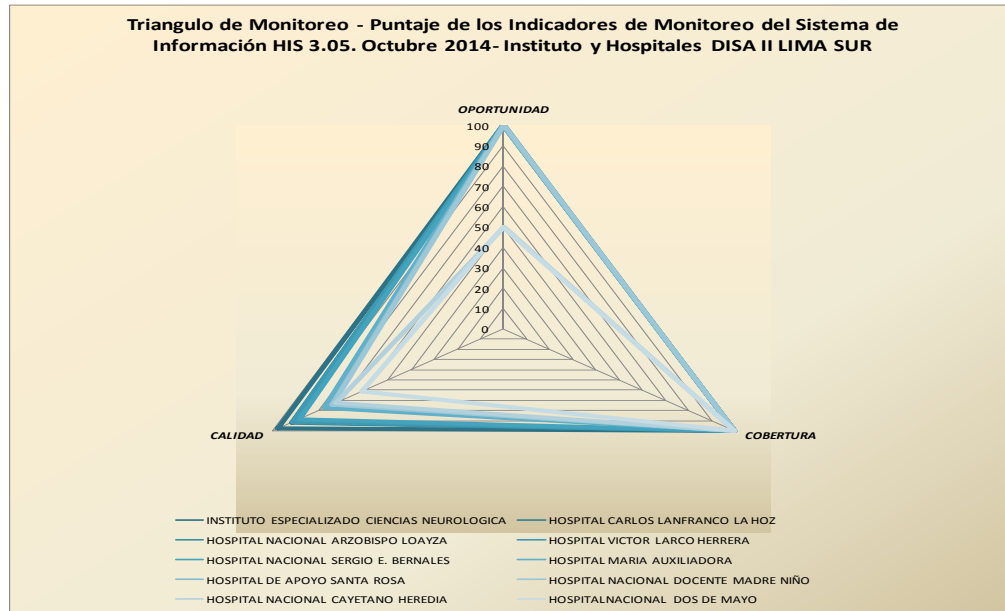 Triangulo de Monitoreo - Puntaje de los Indicadores de Monitoreo del Sistema de
Información HIS 3.05. Octubre 2014- Instituto y Hospitales DISA II LIMA SUR
OPORTUNIDAD
100
90
80
70
60
50
40
30
20
10
0
CALIDAD
COBERTURA
INSTITUTO ESPECIALIZADO CIENCIAS NEUROLOGICA
HOSPITAL CARLOS LANFRANCO LA HOZ
HOSPITAL NACIONAL ARZOBISPO LOAYZA
HOSPITAL VICTOR LARCO HERRERA
HOSPITAL NACIONAL SERGIO E. BERNALES
HOSPITAL MARIA AUXILIADORA
HOSPITAL DE APOYO SANTA ROSA
HOSPITAL NACIONAL DOCENTE MADRE NIÑO
HOSPITAL NACIONAL CAYETANO HEREDIA
HOSPITAL NACIONAL DOS DE MAYO